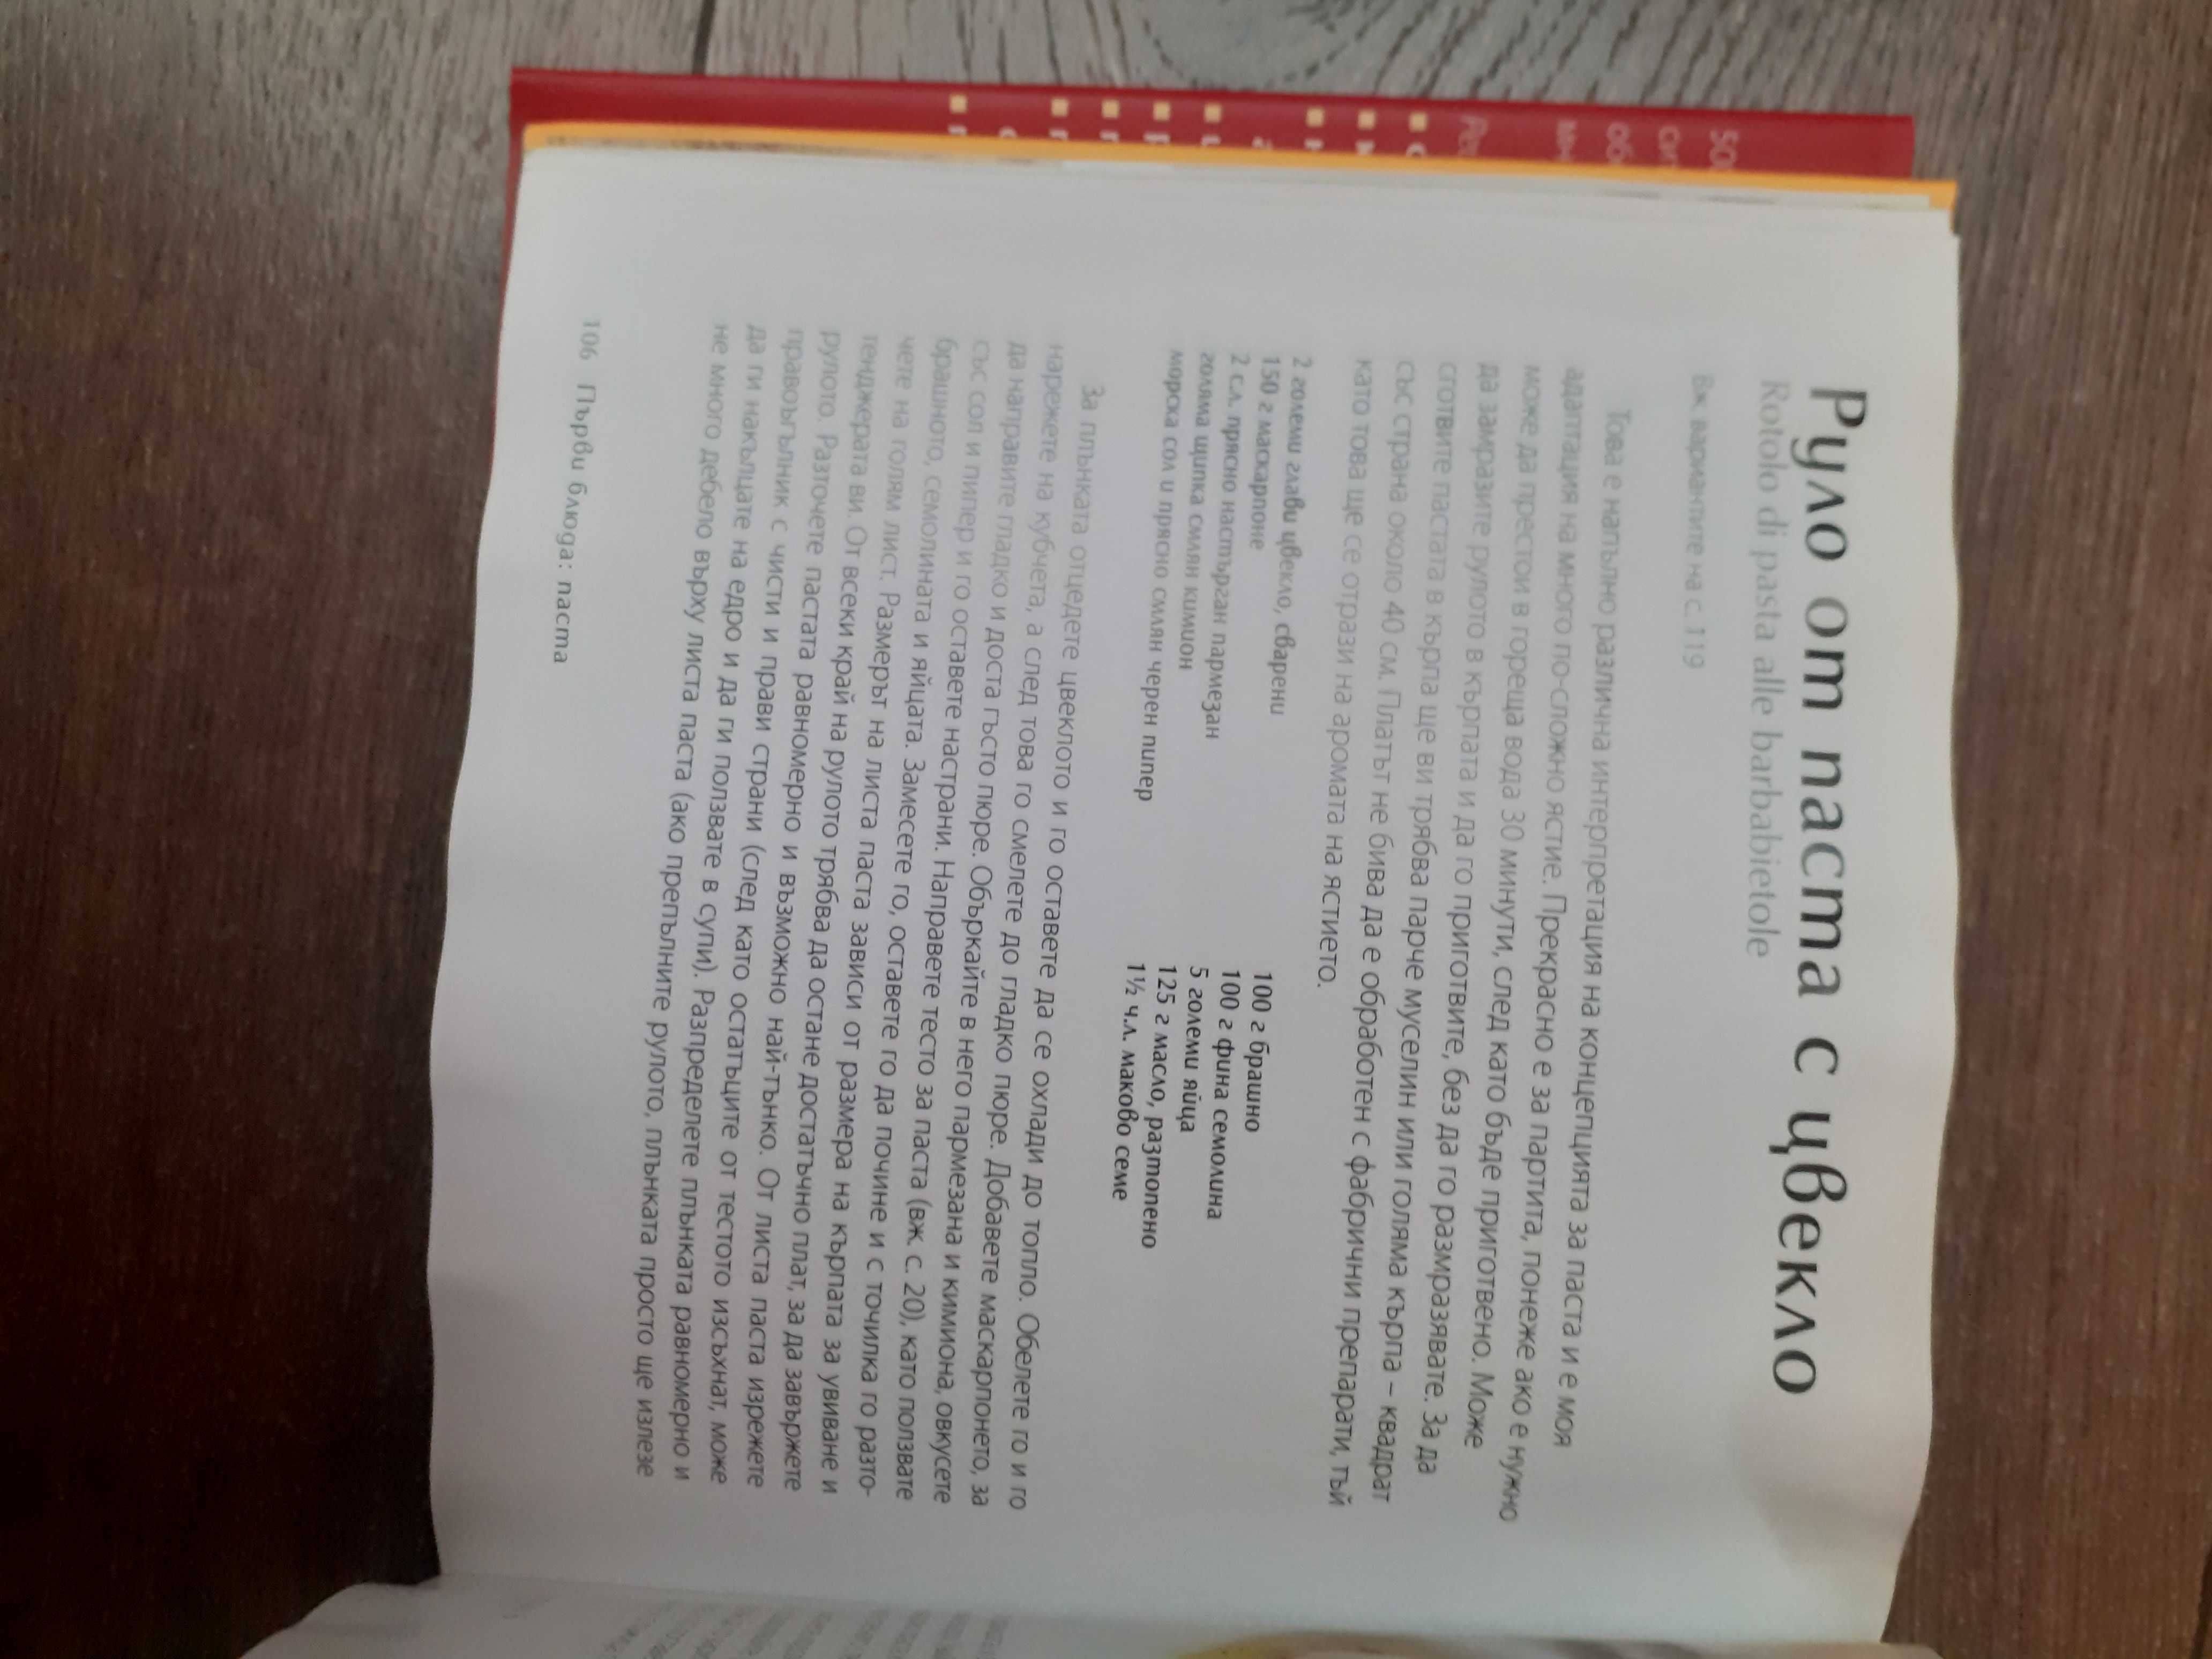 Руло от паста с цвекло
Rotolo di pasta alle barbabietole
Вж. вариантите на с. 119
Това е напълно различна интерпретация на концепцията за паста и е моя
адаптация на много по-сложно ястие. Прекрасно е за партита, понеже ако е нужно
може да престои в гореща вода 30 минути, след като бъде приготвено. Може
да замразите рулото в кърпата и да го приготвите, без да го размразявате. За да
сготвите пастата в кърпа ще ви трябва парче муселин или голяма кърпа – квадрат
със страна около 40 см. Платът не бива да е обработен с фабрични препарати, тъй
като това ще се отрази на аромата на ястието.
2 големи глави цвекло, сварени
150 г маскарпоне
2 с.л. прясно настърган пармезан
голяма щипка смлян кимион
морска сол и прясно смлян черен пипер
100 г брашно
100 г фина семолина
5 големи яйца
125 г масло, разтопено
1½ ч.л. маково семе
За плънката отцедете цвеклото и го оставете да се охлади до топло. Обелете го и го
нарежете на кубчета, а след това го смелете до гладко пюре. Добавете маскарпонето, за
да направите гладко и доста гъсто пюре. Объркайте в него пармезана и кимиона, овкусете
със сол и пипер и го оставете настрани. Направете тесто за паста (вж. с. 20), като ползвате
брашното, семолината и яйцата. Замесете го, оставете го да почине и с точилка го разто-
чете на голям лист. Размерът на листа паста зависи от размера на кърпата за увиване и
тенджерата ви. От всеки край на рулото трябва да остане достатъчно плат, за да завържете
рулото. Разточете пастата равномерно и възможно най-тънко. От листа паста изрежете
правоъгълник с чисти и прави страни (след като остатъците от тестото изсъхнат, може
да ги накълцате на едро и да ги ползвате в супи). Разпределете плънката равномерно и
не много дебело върху листа паста (ако препълните рулото, плънката просто ще излезе
106 Първи блюда: паста
50